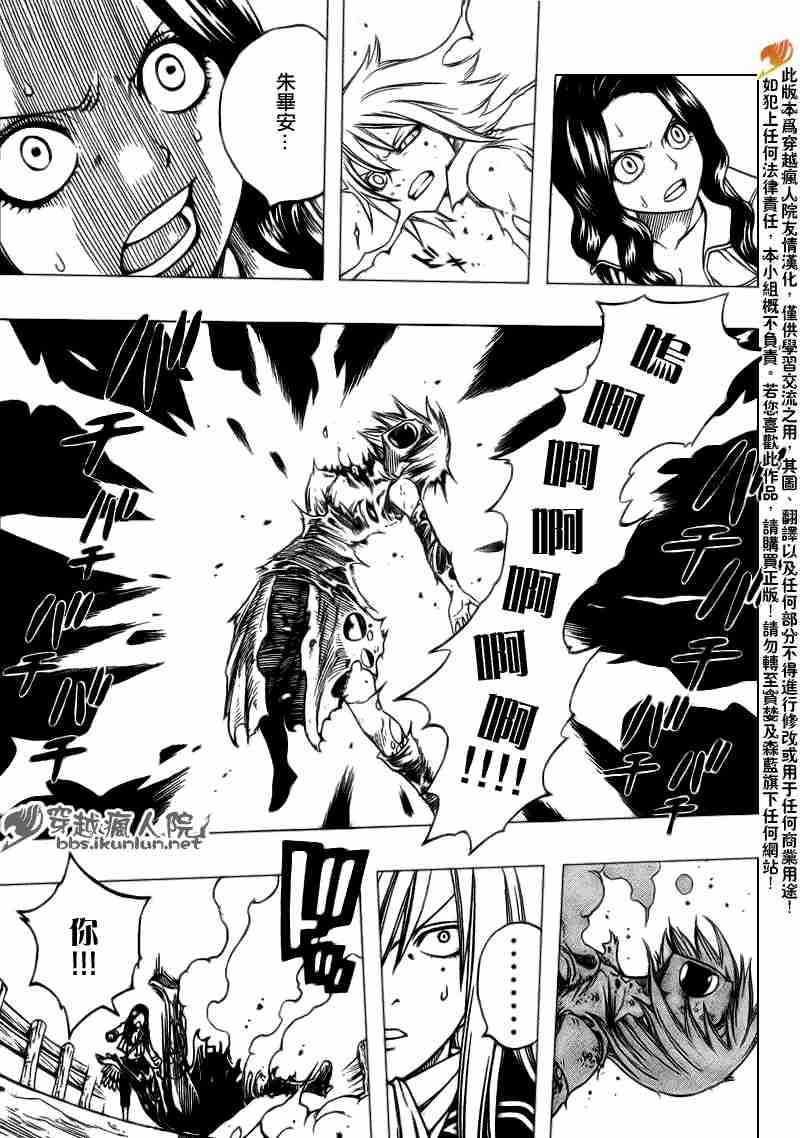 此版本爲穿越瘋人院友情漢化，僅供學習交流之用，其圖、翻譯以及任何部分不得進行修改或用于任何商業用途！
如犯上任何法律責任，本小組概不負責。若您喜歡此作品，請購買正版！請勿轉至貪婪及森藍旗下任何網站！
朱畢安…
嗚啊啊啊啊啊啊!!!!
バチ
バチ
バチ
バチ
バチ
バチ
………
你!!!
穿越瘋人院
bbs.ikunlun.net